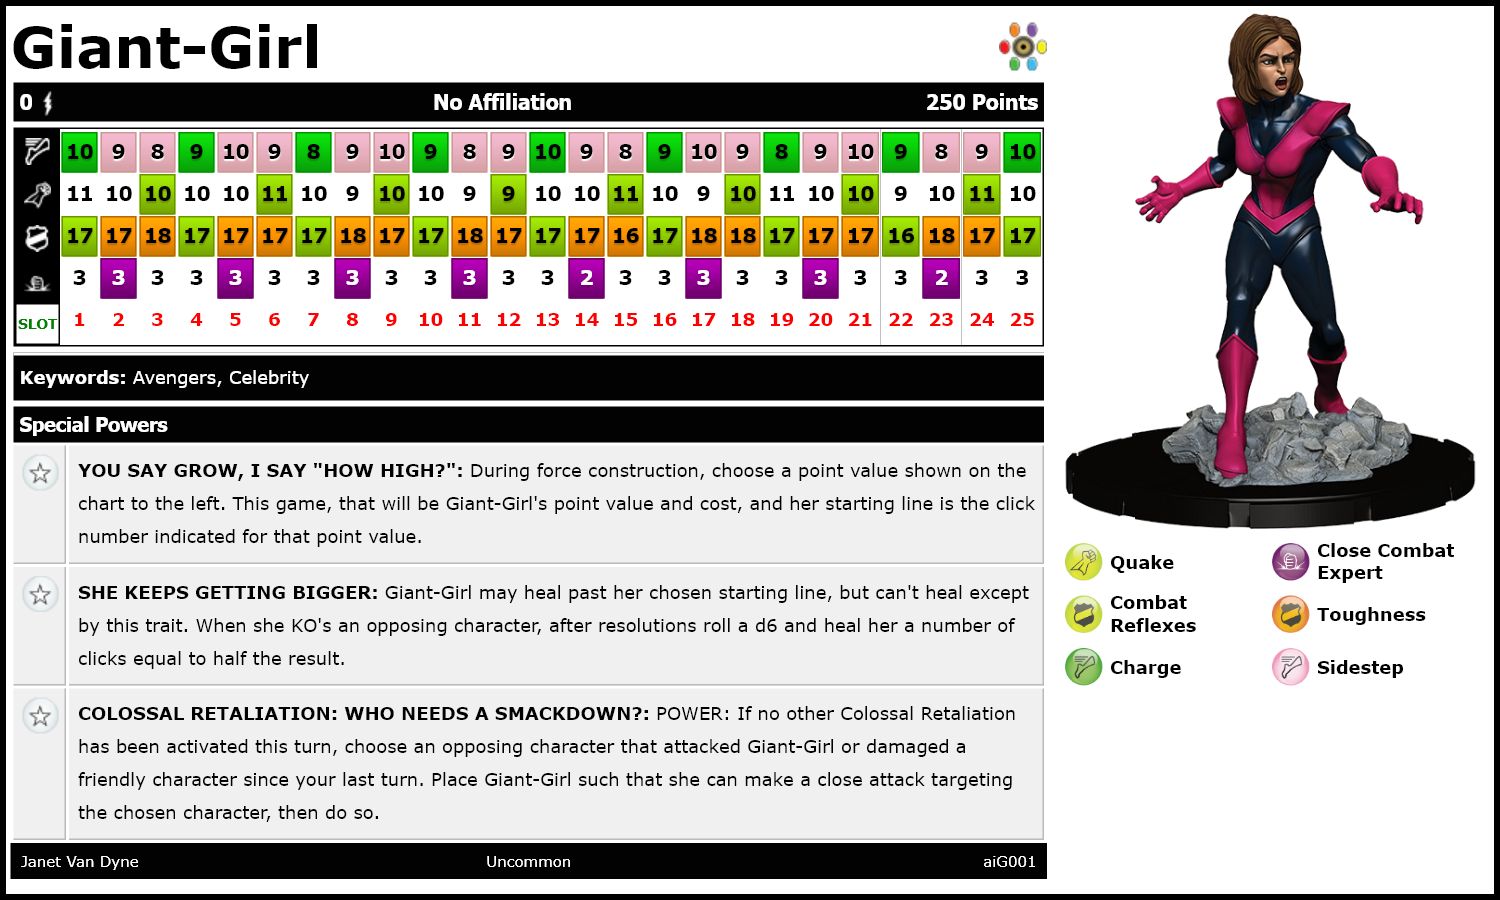 Giant-Girl
0 No Affiliation 250 Points
10 9 8 9 10 9 8 9 10 9 8 9 10 9 8 9 10 9 8 9 10 9 8 9 10
11 10 10 10 10 11 10 9 10 10 9 9 10 10 11 10 9 10 11 10 10 9 10 11 10
17 17 18 17 17 17 17 18 17 17 18 17 17 17 16 17 18 18 17 17 17 16 18 17 17
3 3 3 3 3 3 3 3 3 3 3 3 3 2 3 3 3 3 3 3 3 3 2 3 3
SLOT 1 2 3 4 5 6 7 8 9 10 11 12 13 14 15 16 17 18 19 20 21 22 23 24 25
Keywords: Avengers, Celebrity
Special Powers
YOU SAY GROW, I SAY "HOW HIGH?": During force construction, choose a point value shown on the
chart to the left. This game, that will be Giant-Girl's point value and cost, and her starting line is the click
number indicated for that point value.
SHE KEEPS GETTING BIGGER: Giant-Girl may heal past her chosen starting line, but can't heal except
by this trait. When she KO's an opposing character, after resolutions roll a d6 and heal her a number of
clicks equal to half the result.
COLOSSAL RETALIATION: WHO NEEDS A SMACKDOWN?: POWER: If no other Colossal Retaliation
has been activated this turn, choose an opposing character that attacked Giant-Girl or damaged a
friendly character since your last turn. Place Giant-Girl such that she can make a close attack targeting
the chosen character, then do so.
Janet Van Dyne Uncommon aiG001
Quake
Close Combat
Expert
Combat
Reflexes
Toughness
Charge
Sidestep